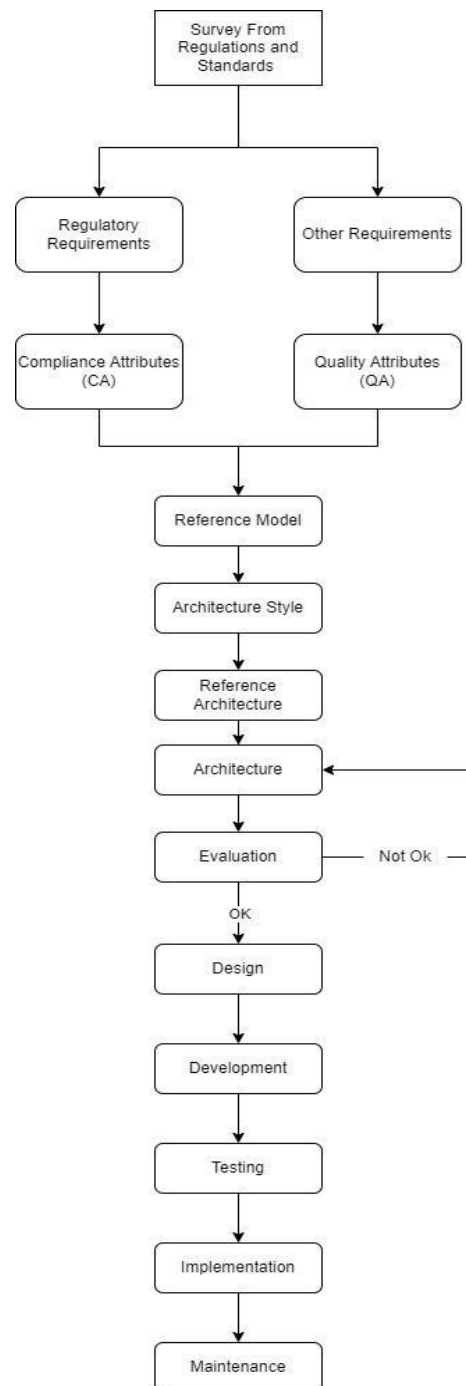 Survey From
Regulations and
Standards
Regulatory
Requirements
Other Requirements
Compliance Attributes
(CA)
Quality Attributes
(QA)
Reference Model
Architecture Style
Reference
Architecture
Architecture
Evaluation
Not Ok
OK
Design
Development
Testing
Implementation
Maintenance